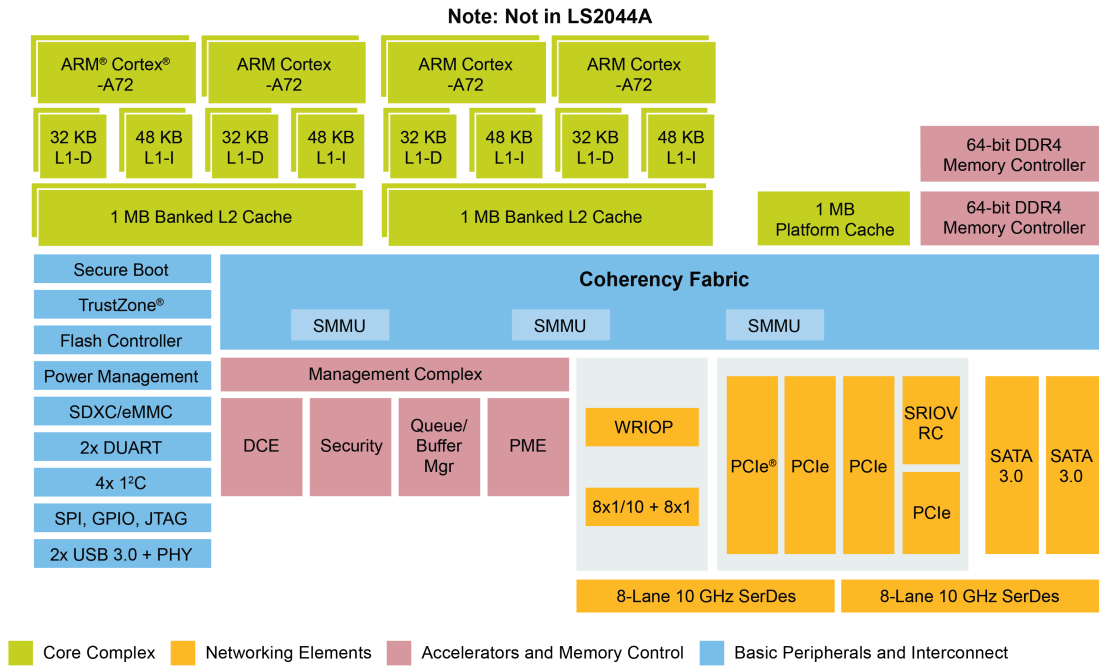 Note: Not in LS2044A
ARM® Cortex®
-A72
ARM Cortex
-A72
ARM Cortex
-A72
ARM Cortex
-A72
32 KB
L1-D
48 KB
L1-I
32 KB
L1-D
48 KB
L1-I
32 KB
L1-D
48 KB
L1-I
32 KB
L1-D
48 KB
L1-I
1 MB Banked L2 Cache
1 MB Banked L2 Cache
1 MB
Platform Cache
64-bit DDR4
Memory Controller
64-bit DDR4
Memory Controller
Secure Boot
TrustZone®
Flash Controller
Power Management
SDXC/eMMC
2x DUART
4x 1²C
SPI, GPIO, JTAG
2x USB 3.0 + PHY
Coherency Fabric
SMMU
SMMU
SMMU
Management Complex
DCE
Security
Queue/
Buffer
Mgr
PME
WRIOP
8x1/10 + 8x1
PCIe®
PCIe
PCIe
SRIOV
RC
PCIe
SATA
3.0
SATA
3.0
8-Lane 10 GHz SerDes
8-Lane 10 GHz SerDes
Core Complex
Networking Elements
Accelerators and Memory Control
Basic Peripherals and Interconnect